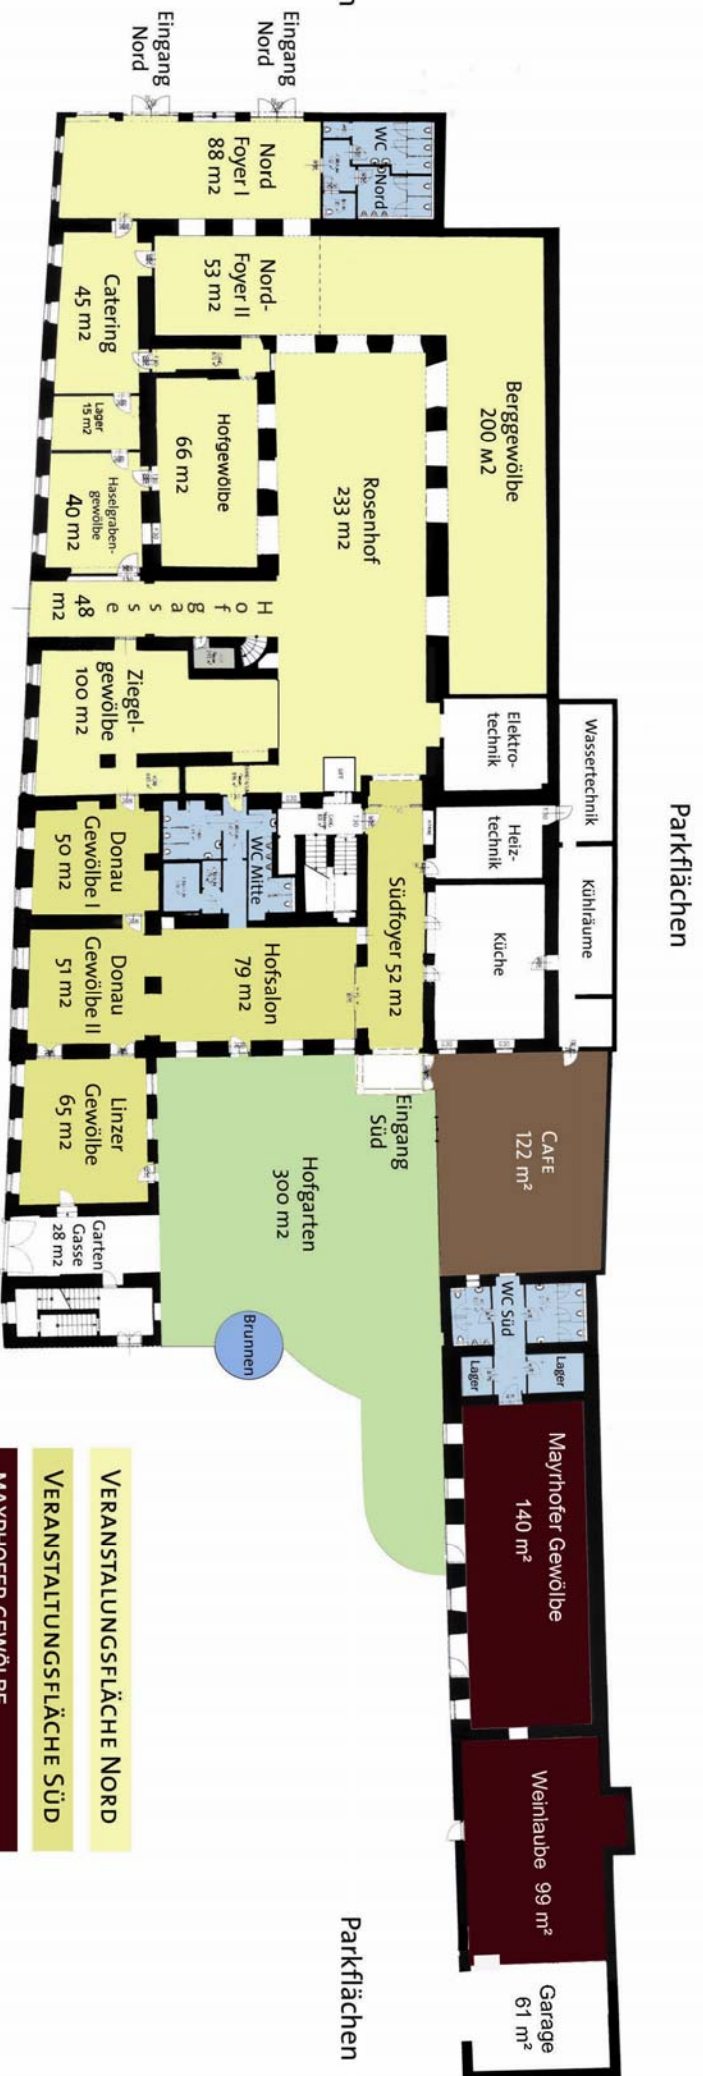 Parkflächen
Parkflächen
Eingang
Nord
Eingang
Nord
WC Nord
Nord
Foyer I
88 m2
Nord-
Foyer II
53 m2
Berggewölbe
200 M2
Catering
45 m2
Lager
15 m2
Haselgraben-
gewölbe
40 m2
Hofgewölbe
66 m2
Rosenhof
233 m2
Hofgasse
48
m2
Ziegel-
gewölbe
100 m2
Elektro-
technik
Wassertechnik
Heiz-
technik
Kühlräume
Küche
LIFT
WC Mitte
Südfoyer 52 m2
Donau
Gewölbe I
50 m2
Donau
Gewölbe II
51 m2
Hofsalon
79 m2
Linzer
Gewölbe
65 m2
Eingang
Süd
Hofgarten
300 m2
Garten
Gasse
28 m2
Brunnen
CAFE
122 m²
WC Süd
Lager
Lager
Mayrhofer Gewölbe
140 m²
Weinlaube 99 m²
Garage
61 m²
VERANSTALUNGSFLÄCHE NORD
VERANSTALTUNGSFLÄCHE SÜD
MAYRHOFER GEWÖLBE